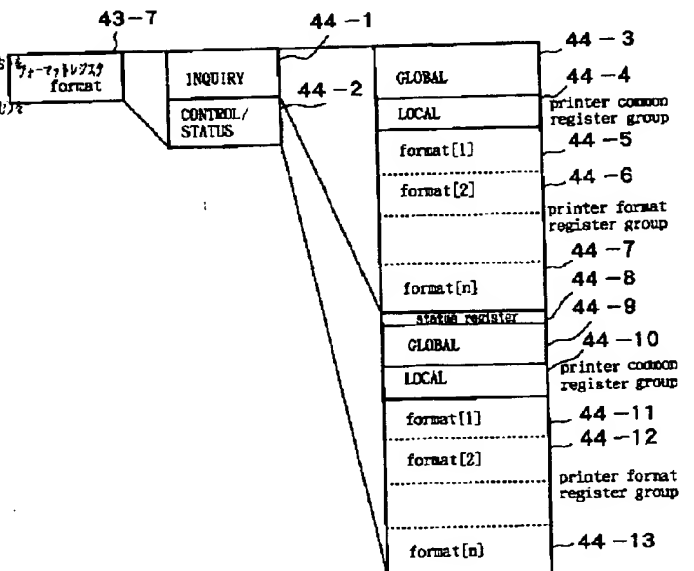 43-7
フォーマットレジスタ
format
44-1
INQUIRY
44-2
CONTROL/
STATUS
44-3
GLOBAL
44-4
LOCAL
printer common
register group
44-5
format[1]
44-6
format[2]
printer format
register group
44-7
format[n]
44-8
status register
44-9
GLOBAL
44-10
LOCAL
printer common
register group
44-11
format[1]
44-12
format[2]
printer format
register group
format[n]
44-13